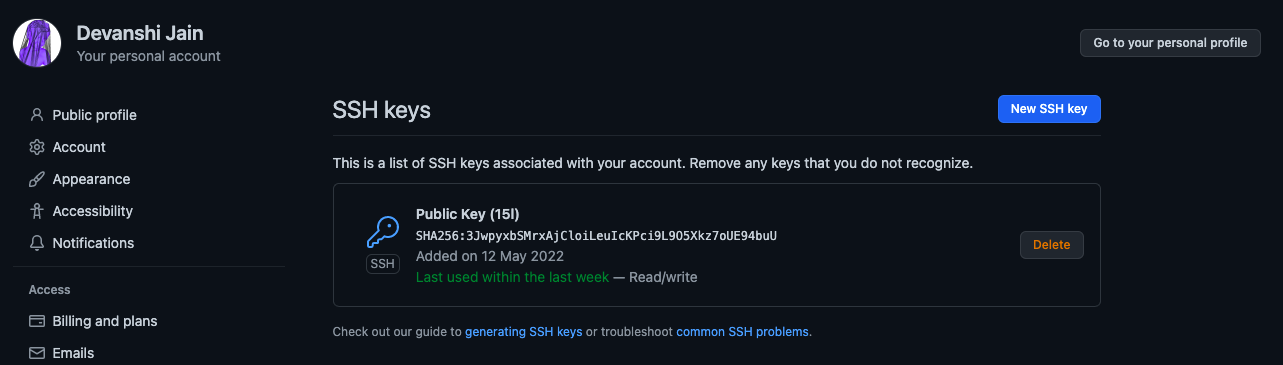 Devanshi Jain
Your personal account
Go to your personal profile
Public profile
Account
Appearance
Accessibility
Notifications
Access
Billing and plans
Emails
SSH keys
New SSH key
This is a list of SSH keys associated with your account. Remove any keys that you do not recognize.
Public Key (15l)
SHA256:3JwpyxbSMrxAjCloiLeuIcKPci9L9O5Xkz7oUE94buU
Added on 12 May 2022
Last used within the last week — Read/write
SSH
Delete
Check out our guide to generating SSH keys or troubleshoot common SSH problems.